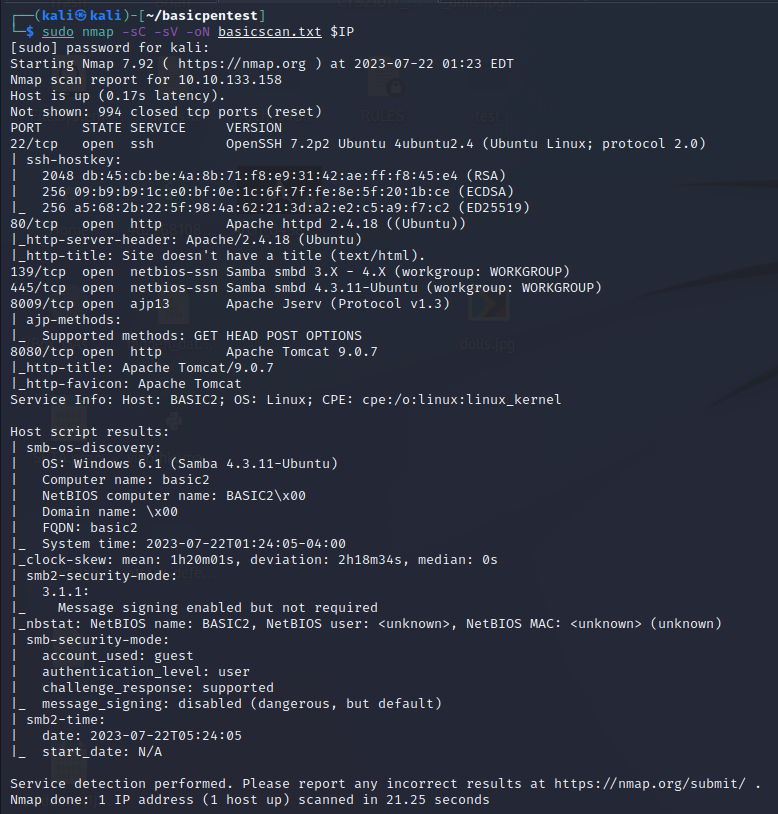 ┌──(kali㉿kali)-[~/basicpentest]
└─$ sudo nmap -sC -sV -oN basicscan.txt $IP
[sudo] password for kali:
Starting Nmap 7.92 ( https://nmap.org ) at 2023-07-22 01:23 EDT
Nmap scan report for 10.10.133.158
Host is up (0.17s latency).
Not shown: 994 closed tcp ports (reset)
PORT     STATE SERVICE     VERSION
22/tcp   open  ssh         OpenSSH 7.2p2 Ubuntu 4ubuntu2.4 (Ubuntu Linux; protocol 2.0)
| ssh-hostkey:
|   2048 db:45:cb:be:4a:8b:71:f8:e9:31:42:ae:ff:f8:45:e4 (RSA)
|   256 09:b9:b9:1c:e0:bf:0e:1c:6f:7f:fe:8e:5f:20:1b:ce (ECDSA)
|_  256 a5:68:2b:22:5f:98:4a:62:21:3d:a2:e2:c5:a9:f7:c2 (ED25519)
80/tcp   open  http        Apache httpd 2.4.18 ((Ubuntu))
|_http-server-header: Apache/2.4.18 (Ubuntu)
|_http-title: Site doesn't have a title (text/html).
139/tcp  open  netbios-ssn Samba smbd 3.X - 4.X (workgroup: WORKGROUP)
445/tcp  open  netbios-ssn Samba smbd 4.3.11-Ubuntu (workgroup: WORKGROUP)
8009/tcp open  ajp13       Apache Jserv (Protocol v1.3)
| ajp-methods:
|_  Supported methods: GET HEAD POST OPTIONS
8080/tcp open  http        Apache Tomcat 9.0.7
|_http-title: Apache Tomcat/9.0.7
|_http-favicon: Apache Tomcat
Service Info: Host: BASIC2; OS: Linux; CPE: cpe:/o:linux:linux_kernel

Host script results:
| smb-os-discovery:
|   OS: Windows 6.1 (Samba 4.3.11-Ubuntu)
|   Computer name: basic2
|   NetBIOS computer name: BASIC2\x00
|   Domain name: \x00
|   FQDN: basic2
|_  System time: 2023-07-22T01:24:05-04:00
|_clock-skew: mean: 1h20m01s, deviation: 2h18m34s, median: 0s
| smb2-security-mode:
|   3.1.1:
|_    Message signing enabled but not required
|_nbstat: NetBIOS name: BASIC2, NetBIOS user: <unknown>, NetBIOS MAC: <unknown> (unknown)
| smb-security-mode:
|   account_used: guest
|   authentication_level: user
|   challenge_response: supported
|_  message_signing: disabled (dangerous, but default)
| smb2-time:
|   date: 2023-07-22T05:24:05
|_  start_date: N/A

Service detection performed. Please report any incorrect results at https://nmap.org/submit/ .
Nmap done: 1 IP address (1 host up) scanned in 21.25 seconds